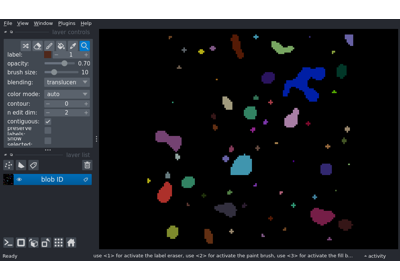 File View Window Plugins Help
layer controls
label: 1
opacity: 0.70
brush size: 10
blending: translucen
color mode: auto
contour: 0
n edit dim: 2
contiguous:
preserve
labels:
show
selected:
layer list
blob ID
Ready
use <1> for activate the label eraser, use <2> for activate the paint brush, use <3> for activate the fill b...
activity